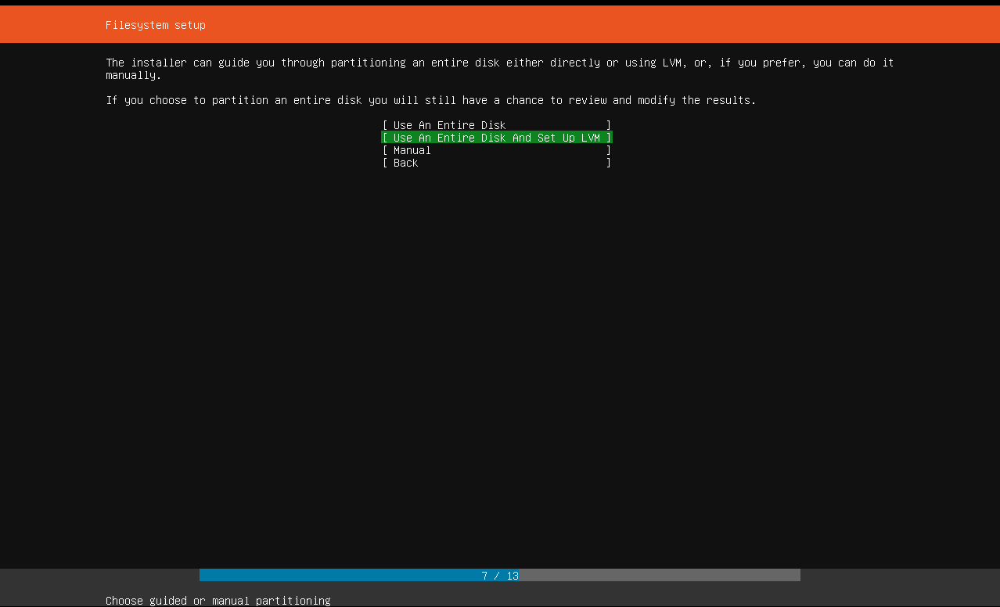 Filesystem setup
The installer can guide you through partitioning an entire disk either directly or using LVM, or, if you prefer, you can do it
manually.
If you choose to partition an entire disk you will still have a chance to review and modify the results.
[ Use An Entire Disk ]
[ Use An Entire Disk And Set Up LVM ]
[ Manual ]
[ Back ]
7 / 13
Choose guided or manual partitioning